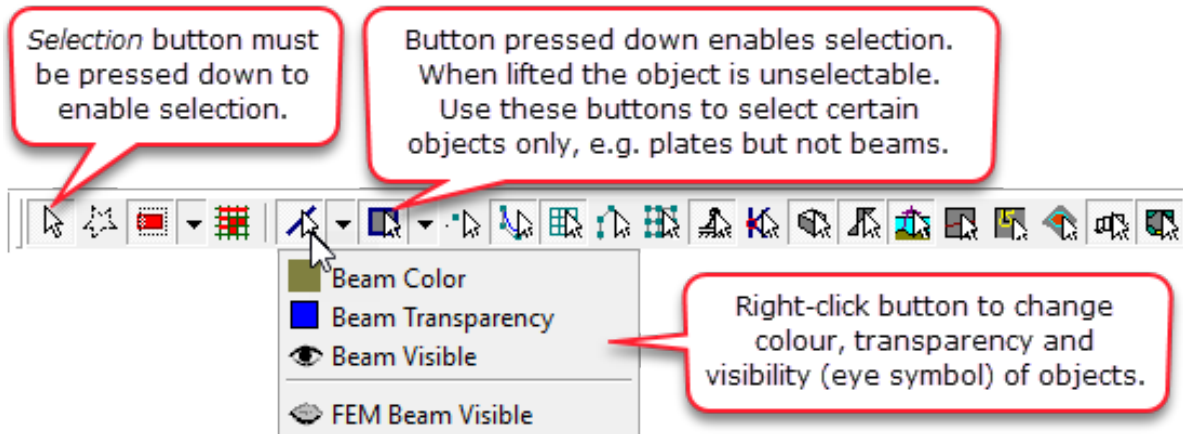 Selection button must
be pressed down to
enable selection.
Button pressed down enables selection.
When lifted the object is unselectable.
Use these buttons to select certain
objects only, e.g. plates but not beams.
Beam Color
Beam Transparency
Beam Visible
FEM Beam Visible
Right-click button to change
colour, transparency and
visibility (eye symbol) of objects.